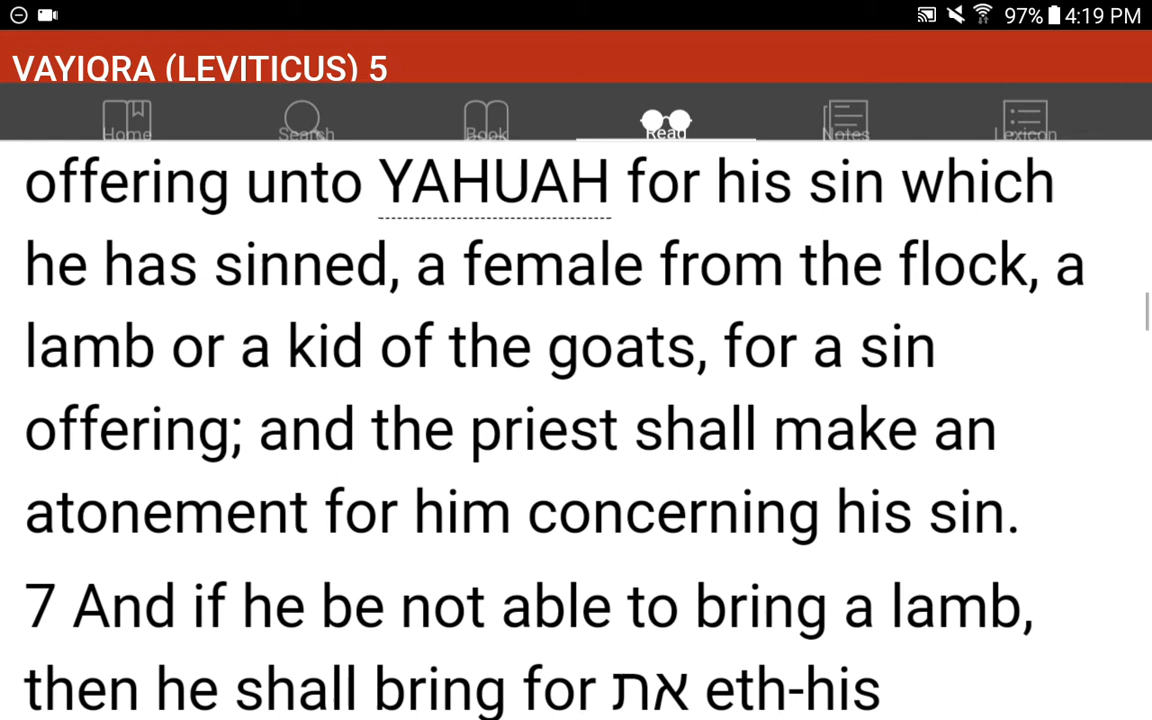 97% 4:19 PM
VAYIQRA (LEVITICUS) 5
Home Search Book Read Notes Lexicon
offering unto YAHUAH for his sin which
he has sinned, a female from the flock, a
lamb or a kid of the goats, for a sin
offering; and the priest shall make an
atonement for him concerning his sin.
7 And if he be not able to bring a lamb,
then he shall bring for את eth-his